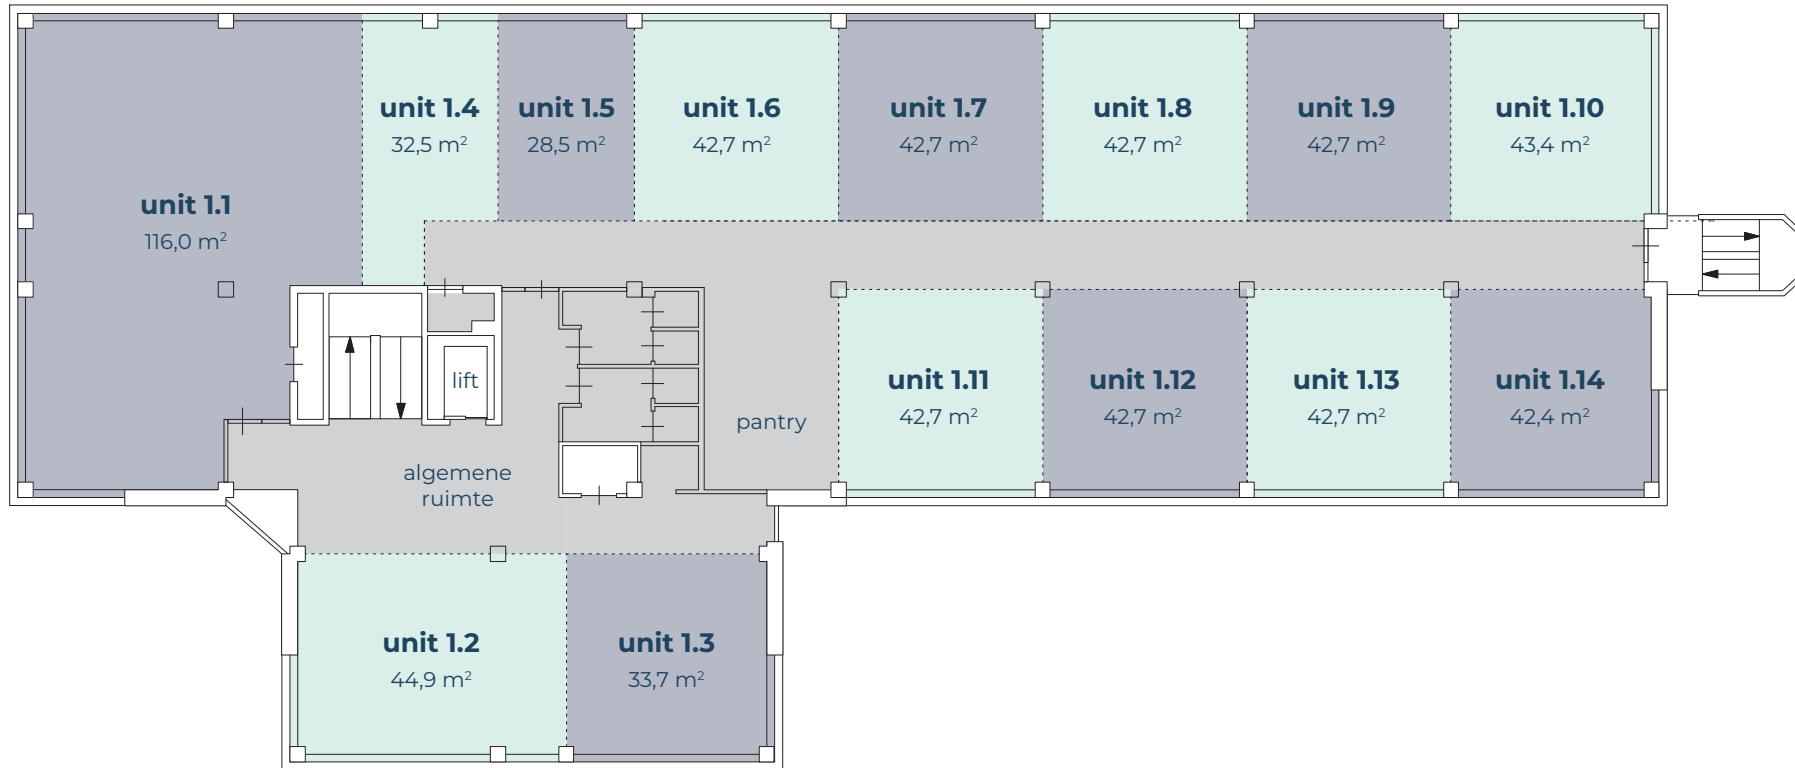 unit 1.1
116,0 m²
unit 1.4
32,5 m²
unit 1.5
28,5 m²
unit 1.6
42,7 m²
unit 1.7
42,7 m²
unit 1.8
42,7 m²
unit 1.9
42,7 m²
unit 1.10
43,4 m²
lift
pantry
unit 1.11
42,7 m²
unit 1.12
42,7 m²
unit 1.13
42,7 m²
unit 1.14
42,4 m²
algemene
ruimte
unit 1.2
44,9 m²
unit 1.3
33,7 m²